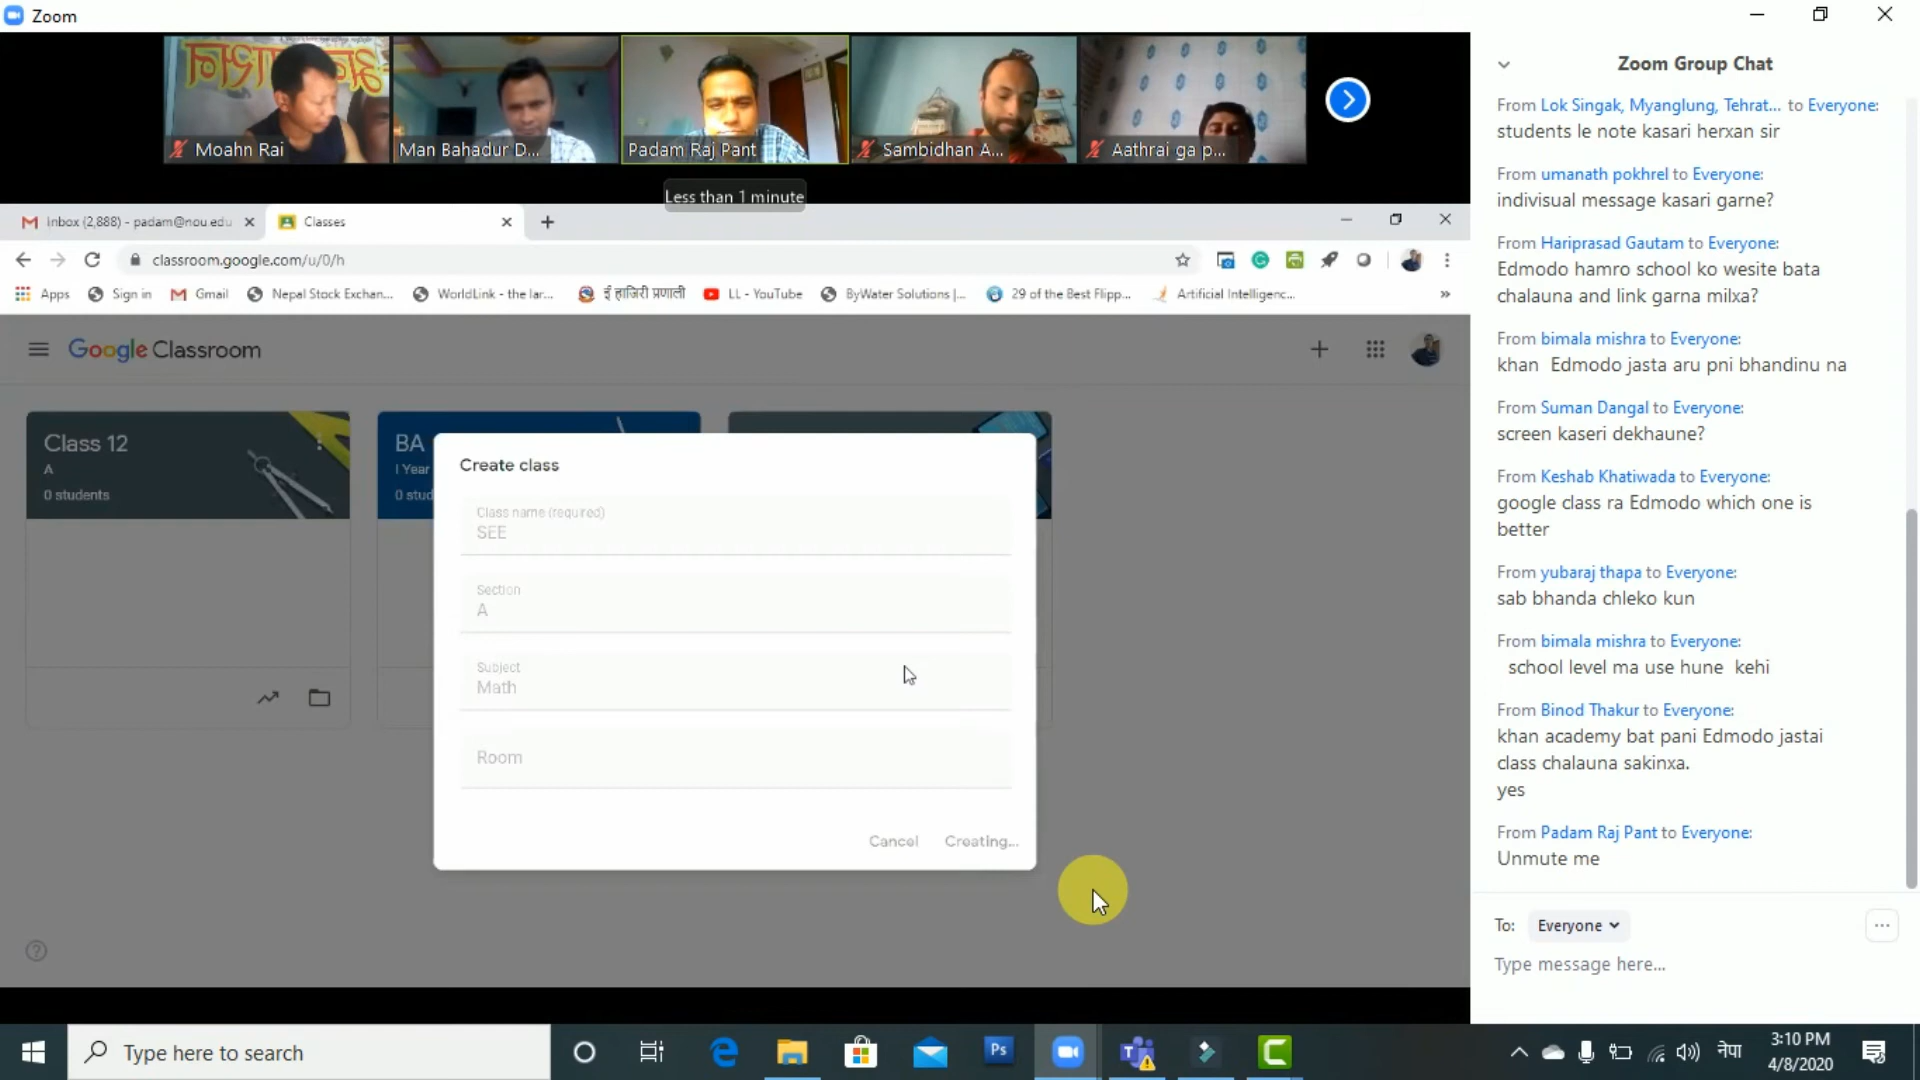 Zoom
Moahn Rai
Man Bahadur D...
Padam Raj Pant
Sambidhan A...
Aathrai ga p...
Less than 1 minute
Inbox (2,888) - padam@nou.edu
Classes
classroom.google.com/u/0/h
Apps
Sign in
Gmail
Nepal Stock Exchan...
WorldLink - the lar...
ई हाजिरी प्रणाली
LL - YouTube
ByWater Solutions |...
29 of the Best Flipp...
Artificial Intelligenc...
»
Google Classroom
Class 12
A
0 students
BA
I Year
0 stud
Create class
Class name (required)
SEE
Section
A
Subject
Math
Room
Cancel
Creating...
Zoom Group Chat
From Lok Singak, Myanglung, Tehrat... to Everyone:
students le note kasari herxan sir
From umanath pokhrel to Everyone:
indivisual message kasari garne?
From Hariprasad Gautam to Everyone:
Edmodo hamro school ko wesite bata
chalauna and link garna milxa?
From bimala mishra to Everyone:
khan  Edmodo jasta aru pni bhandinu na
From Suman Dangal to Everyone:
screen kaseri dekhaune?
From Keshab Khatiwada to Everyone:
google class ra Edmodo which one is
better
From yubaraj thapa to Everyone:
sab bhanda chleko kun
From bimala mishra to Everyone:
school level ma use hune  kehi
From Binod Thakur to Everyone:
khan academy bat pani Edmodo jastai
class chalauna sakinxa.
yes
From Padam Raj Pant to Everyone:
Unmute me
To: Everyone
Type message here...
Type here to search
Ps
नेपा
3:10 PM
4/8/2020